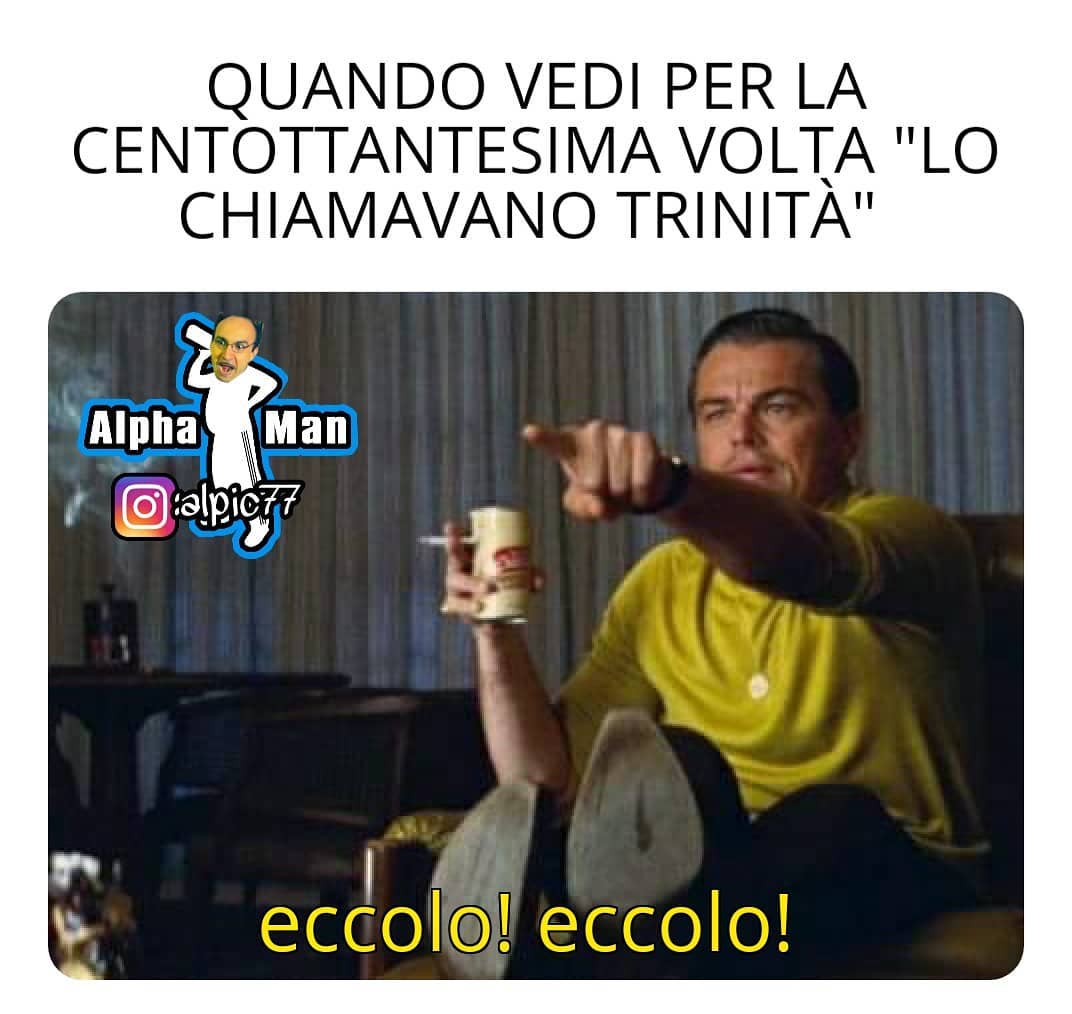 QUANDO VEDI PER LA
CENTOTTANTESIMA VOLTA "LO
CHIAMAVANO TRINITÀ"
Alpha Man
:alpic77
eccolo! eccolo!